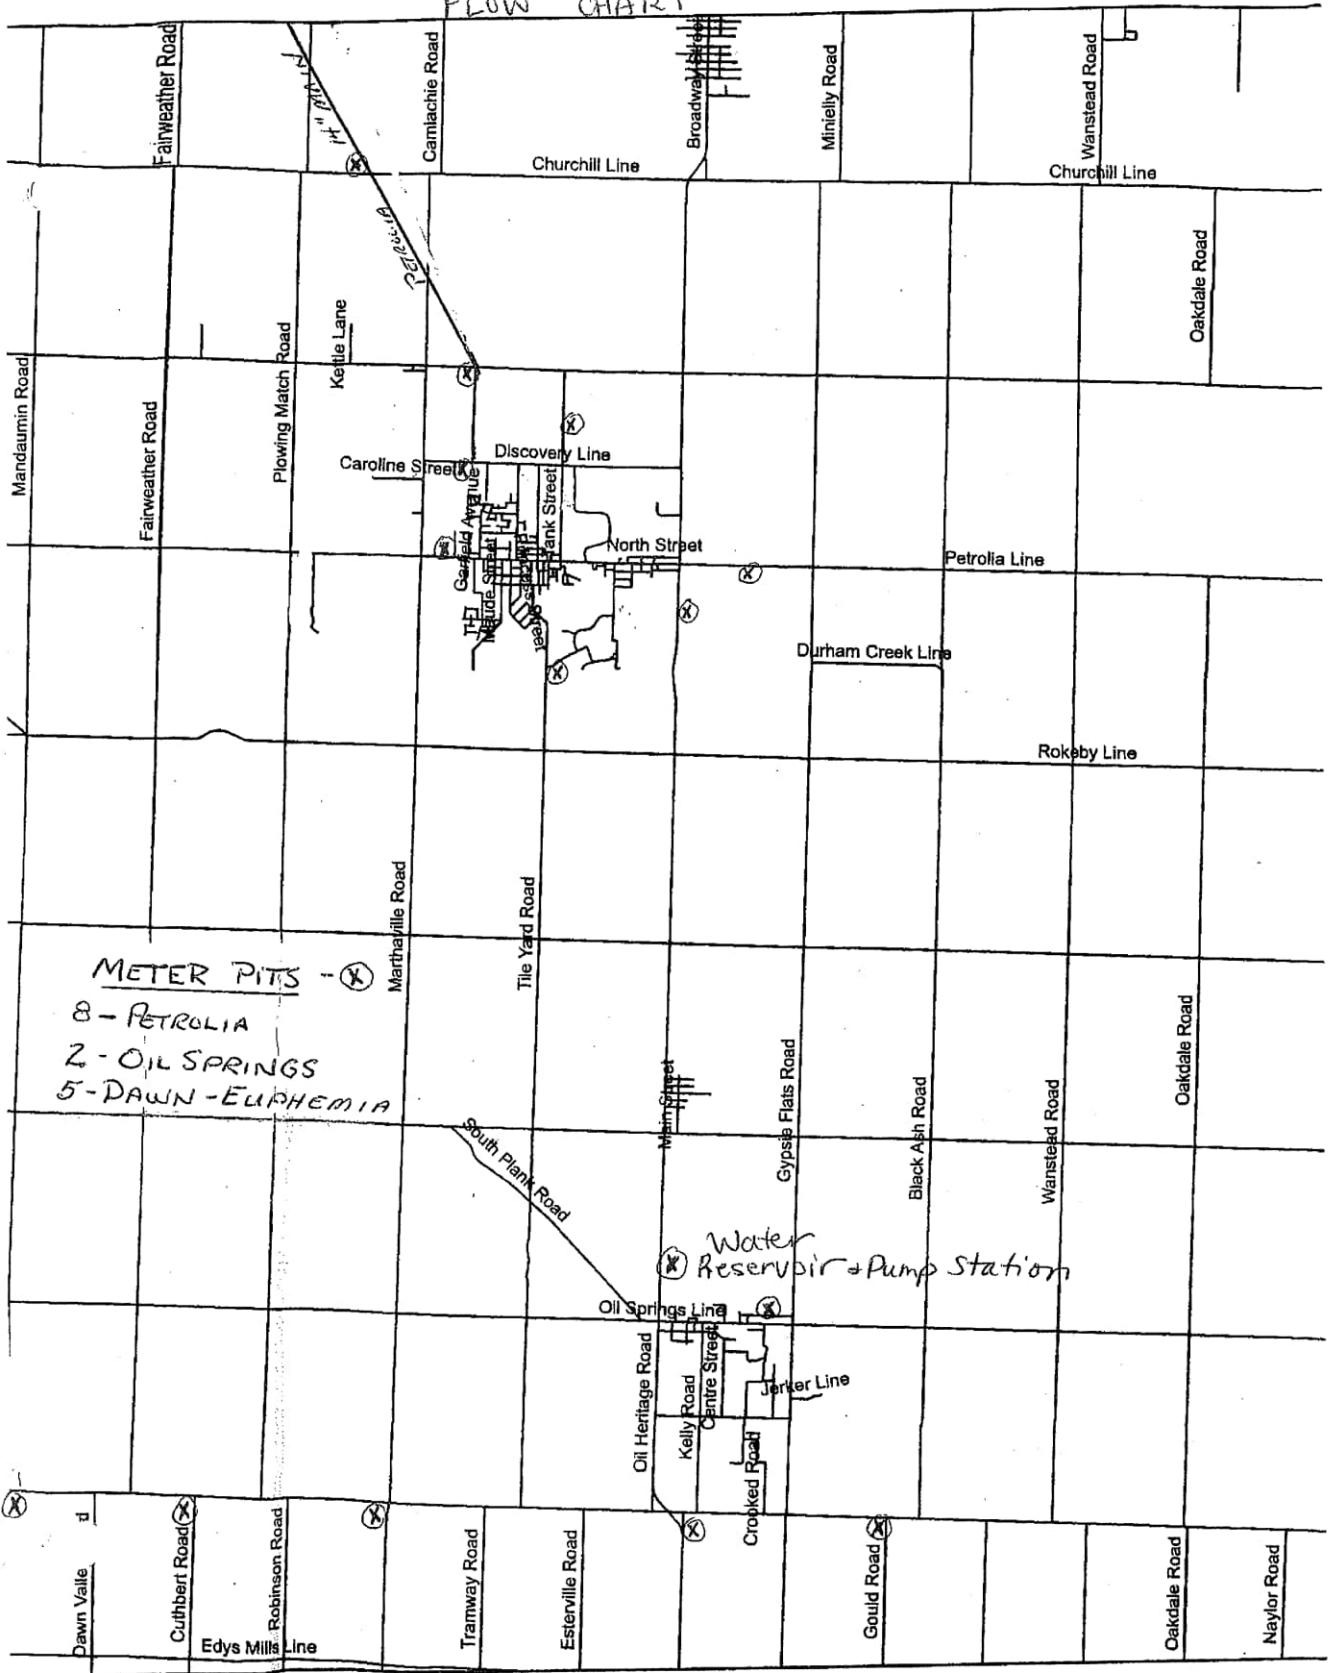 FLOW CHART
Fairweather Road
14" MAIN
Camlachie Road
Broadway Street
Minielly Road
Wanstead Road
Churchill Line
Churchill Line
PETROLIA
Oakdale Road
Kettle Lane
Mandaumin Road
Fairweather Road
Plowing Match Road
Discovery Line
Caroline Street
Garfield Avenue
Maude Street
North Street
Petrolia Line
Durham Creek Line
Rokeby Line
Marthaville Road
Tile Yard Road
METER PITS - Ⓧ
8 - PETROLIA
2 - OIL SPRINGS
5 - DAWN - EUPHEMIA
Main Street
Gypsie Flats Road
Black Ash Road
Wanstead Road
Oakdale Road
South Plank Road
Water
Reservoir + Pump Station
Oil Springs Line
Oil Heritage Road
Kelly Road
Centre Street
Jerker Line
Crooked Road
Dawn Valle
d
Cuthbert Road
Robinson Road
Tramway Road
Esterville Road
Gould Road
Oakdale Road
Naylor Road
Edys Mills Line